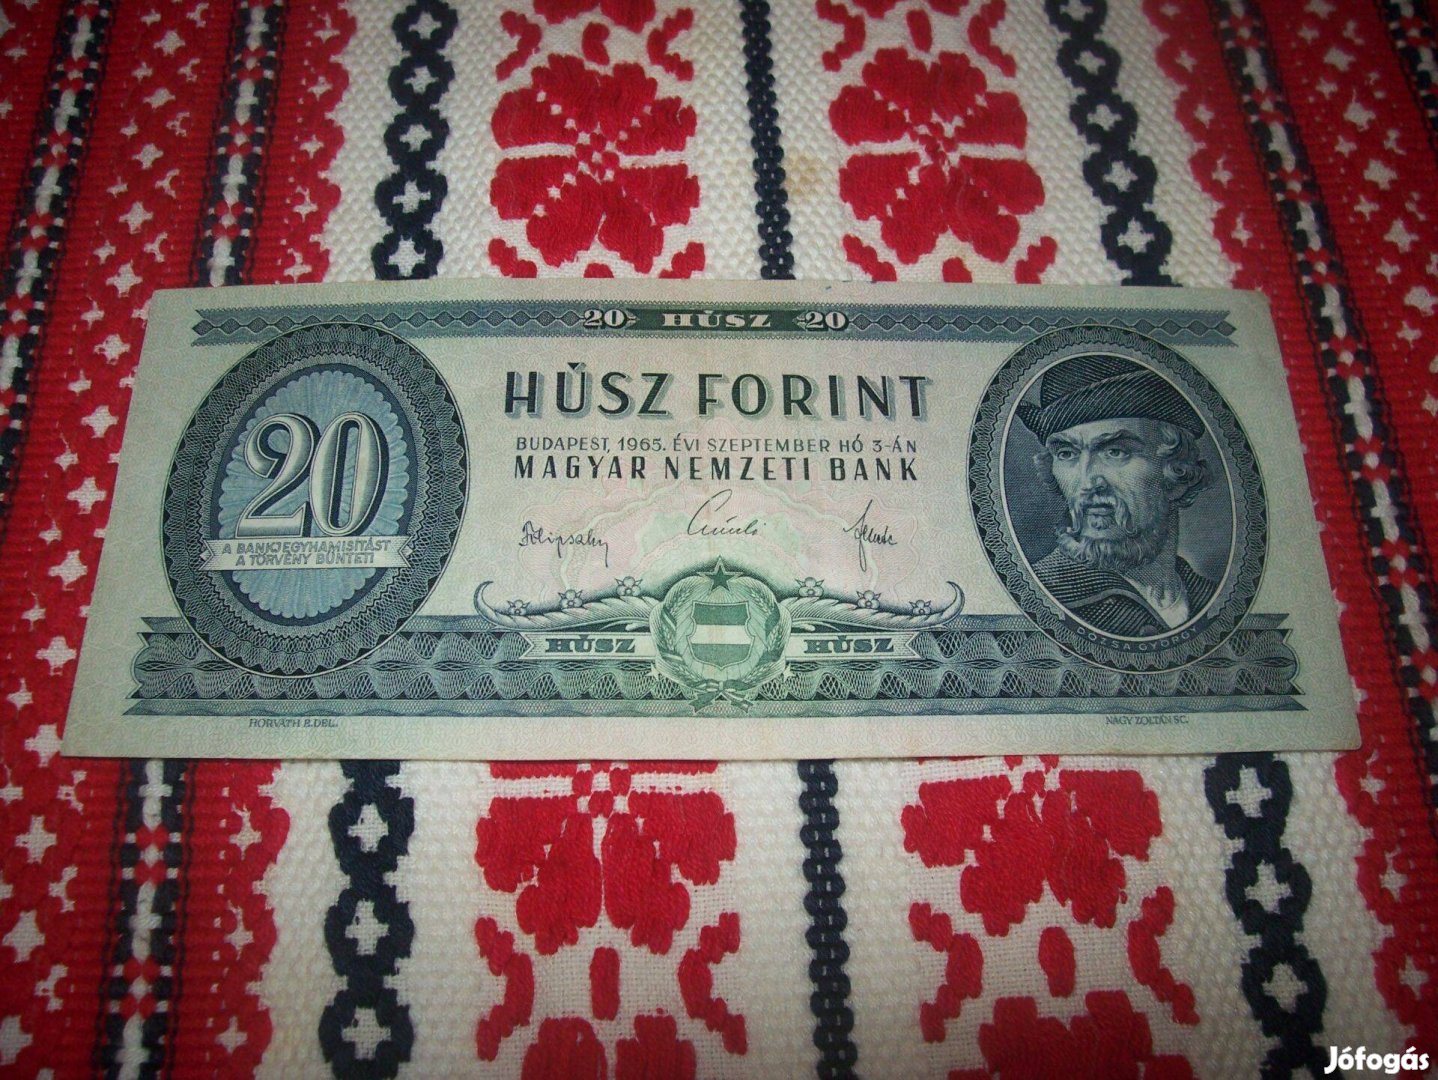 20 HÚSZ 20
HÚSZ FORINT
BUDAPEST, 1965. ÉVI SZEPTEMBER HÓ 3-ÁN
MAGYAR NEMZETI BANK
20
A BANKJEGYHAMISÍTÁST
A TÖRVÉNY BÜNTETI
HÚSZ HÚSZ
DÓZSA GYÖRGY
HORVÁTH E. DEL.
NAGY ZOLTÁN SC.
Jófogás